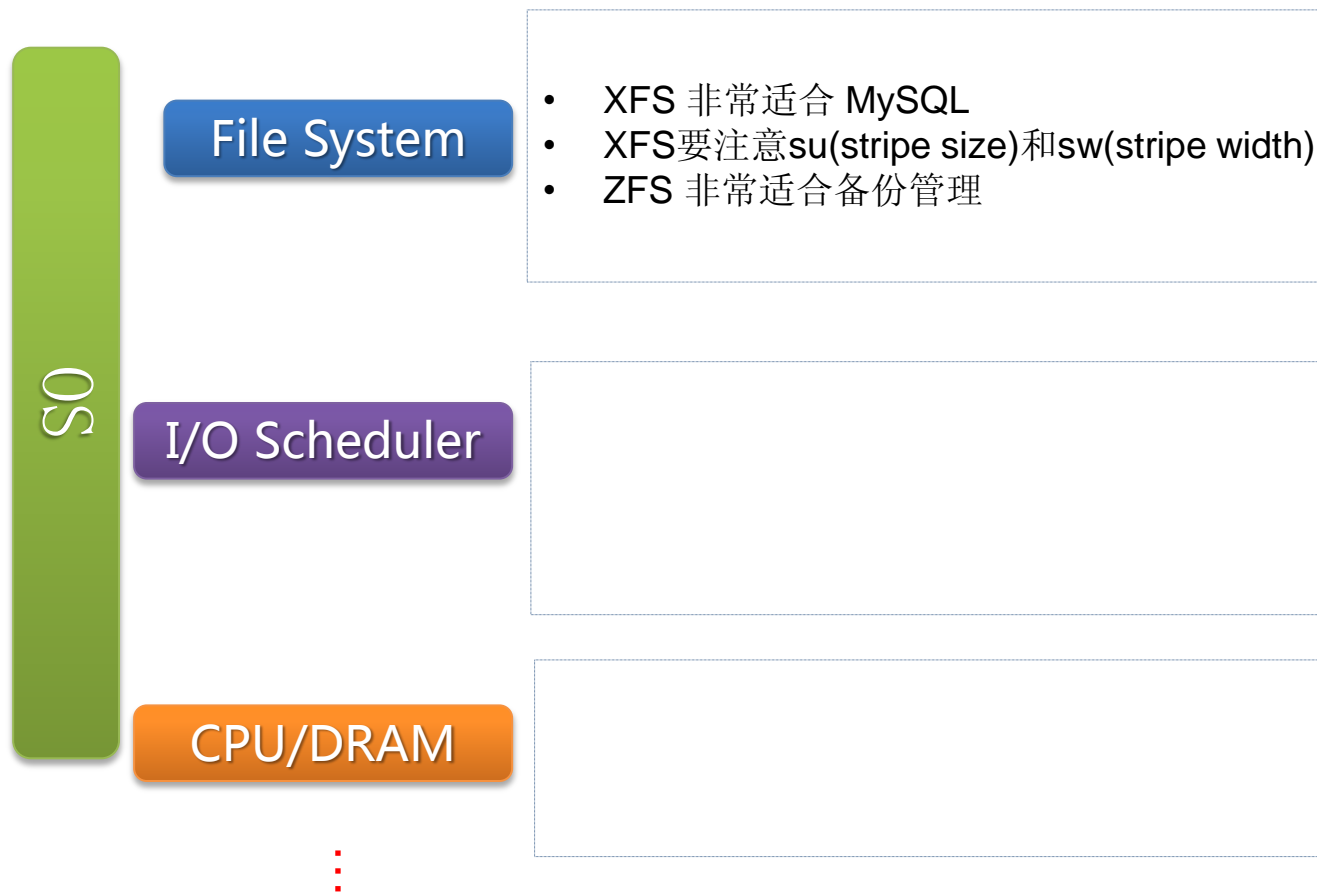 OS
File System
• XFS 非常适合 MySQL
• XFS要注意su(stripe size)和sw(stripe width)
• ZFS 非常适合备份管理
I/O Scheduler
CPU/DRAM
⋮